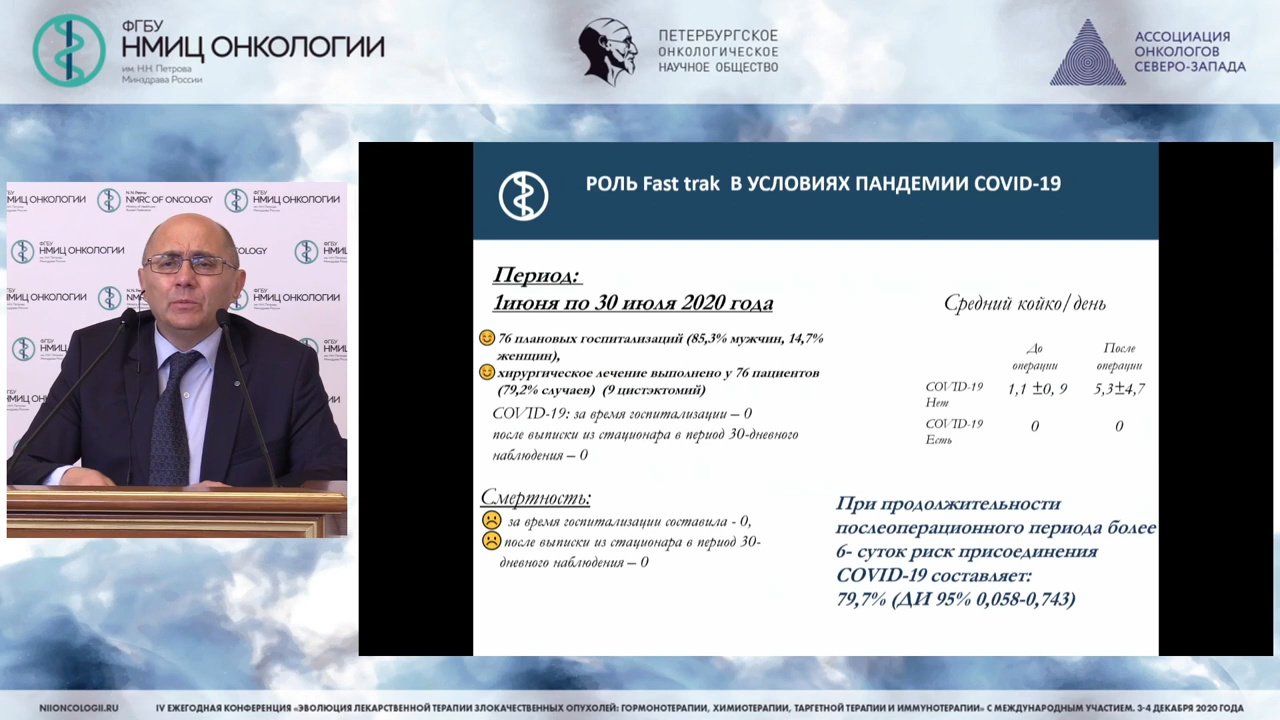 ФГБУ
НМИЦ ОНКОЛОГИИ
им. Н.Н. Петрова
Минздрава России
ПЕТЕРБУРГСКОЕ
ОНКОЛОГИЧЕСКОЕ
НАУЧНОЕ ОБЩЕСТВО
АССОЦИАЦИЯ
ОНКОЛОГОВ
СЕВЕРО-ЗАПАДА
NMRC OF ONCOLOGY
НМИЦ ОНКОЛОГИИ
РОЛЬ Fast trak В УСЛОВИЯХ ПАНДЕМИИ COVID-19
Период:
1июня по 30 июля 2020 года
76 плановых госпитализаций (85,3% мужчин, 14,7%
женщин),
хирургическое лечение выполнено у 76 пациентов
(79,2% случаев) (9 цистэктомий)
COVID-19: за время госпитализации – 0
после выписки из стационара в период 30-дневного
наблюдения – 0
Смертность:
за время госпитализации составила - 0,
после выписки из стационара в период 30-
дневного наблюдения – 0
Средний койко/день
До
операции
После
операции
COVID-19
Нет
1,1 ±0, 9
5,3±4,7
COVID-19
Есть
0
0
При продолжительности
послеоперационного периода более
6- суток риск присоединения
COVID-19 составляет:
79,7% (ДИ 95% 0,058-0,743)
NIIONCOLOGII.RU
IV ЕЖЕГОДНАЯ КОНФЕРЕНЦИЯ «ЭВОЛЮЦИЯ ЛЕКАРСТВЕННОЙ ТЕРАПИИ ЗЛОКАЧЕСТВЕННЫХ ОПУХОЛЕЙ: ГОРМОНОТЕРАПИИ, ХИМИОТЕРАПИИ, ТАРГЕТНОЙ ТЕРАПИИ И ИММУНОТЕРАПИИ» С МЕЖДУНАРОДНЫМ УЧАСТИЕМ. 3-4 ДЕКАБРЯ 2020 ГОДА